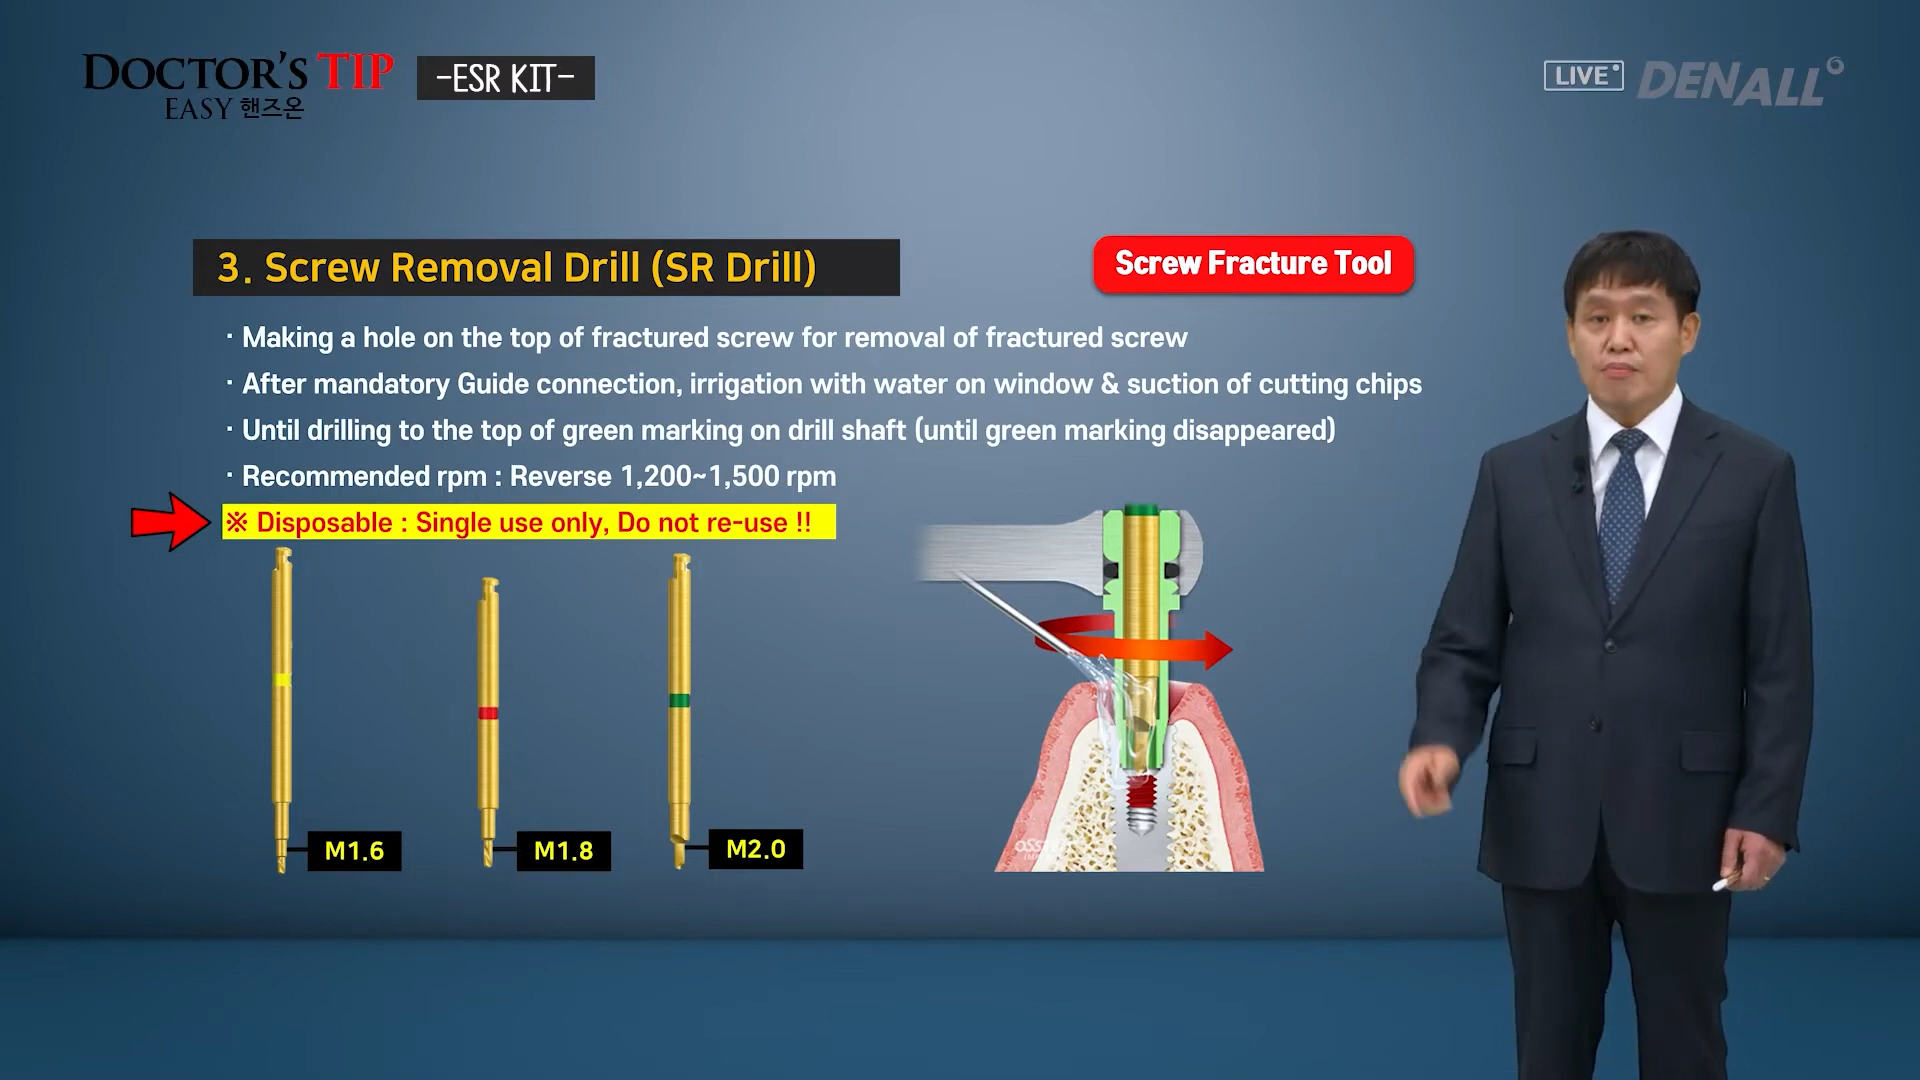 DOCTOR'S TIP
EASY 핸즈온
-ESR KIT-
LIVE
DENALL
3. Screw Removal Drill (SR Drill)
Screw Fracture Tool
· Making a hole on the top of fractured screw for removal of fractured screw
· After mandatory Guide connection, irrigation with water on window & suction of cutting chips
· Until drilling to the top of green marking on drill shaft (until green marking disappeared)
· Recommended rpm : Reverse 1,200~1,500 rpm
※ Disposable : Single use only, Do not re-use !!
M1.6
M1.8
M2.0